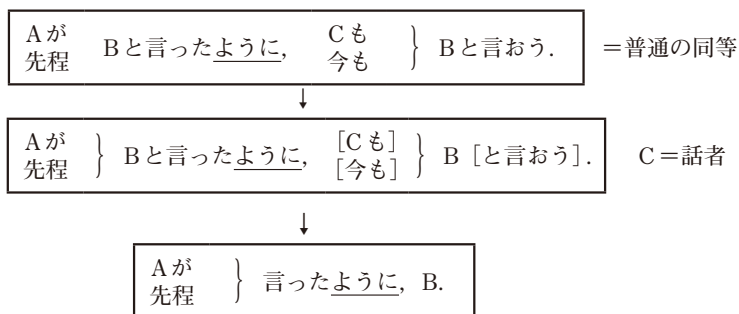 Aが
先程 Bと言ったように, Cも
今も } Bと言おう. =普通の同等
↓
Aが
先程 } Bと言ったように, [Cも]
[今も] } B [と言おう]. C=話者
↓
Aが
先程 } 言ったように, B.